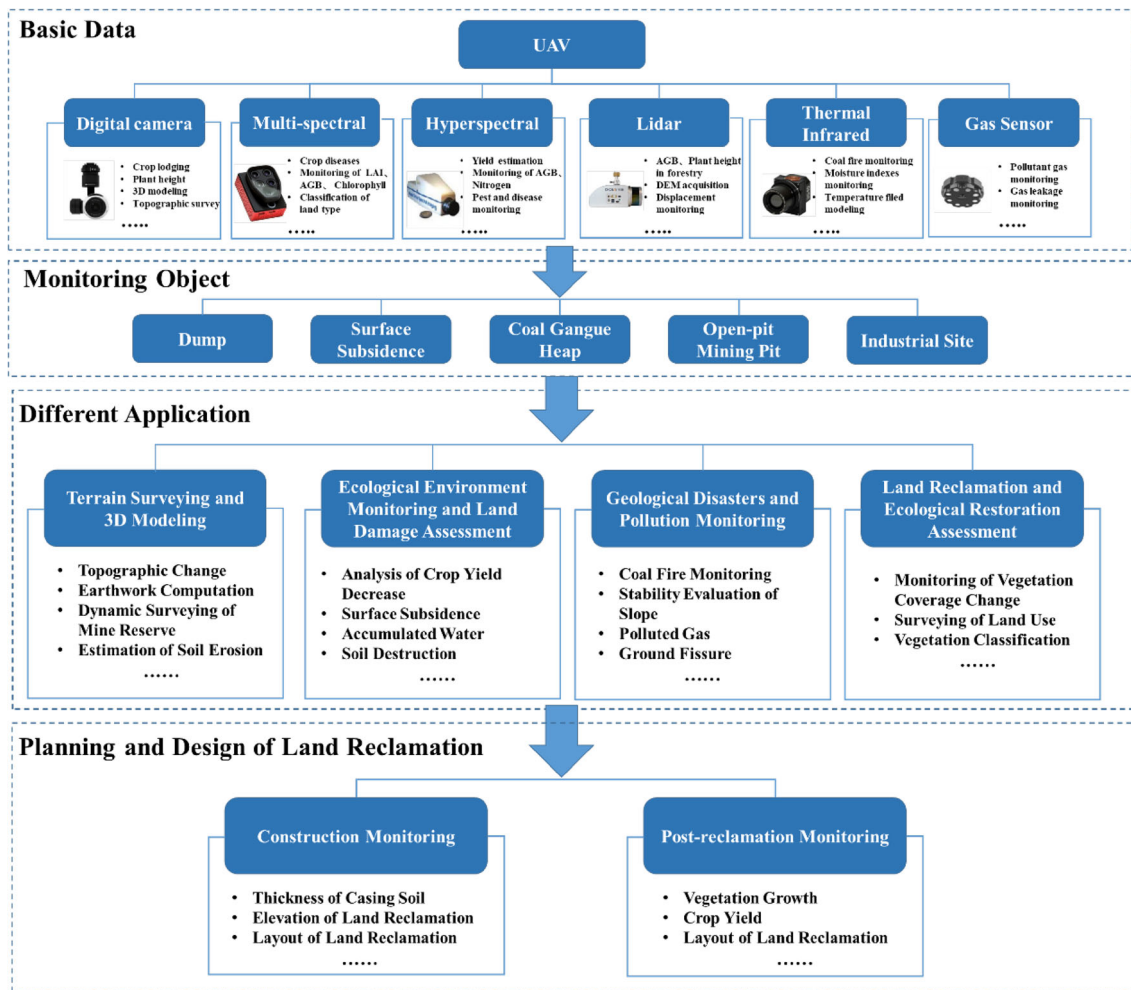 Basic Data
UAV
Digital camera
• Crop lodging
• Plant height
• 3D modeling
• Topographic survey
•••••
Multi-spectral
• Crop diseases
• Monitoring of LAI、
AGB、 Chlorophyll
• Classification of
land type
•••••
Hyperspectral
• Yield estimation
• Monitoring of AGB、
Nitrogen
• Pest and disease
monitoring
•••••
Lidar
• AGB、Plant height
in forestry
• DEM acquisition
• Displacement
monitoring
•••••
Thermal
Infrared
• Coal fire monitoring
• Moisture indexes
monitoring
• Temperature filed
modeling
•••••
Gas Sensor
• Pollutant gas
monitoring
• Gas leakage
monitoring
•••••
Monitoring Object
Dump
Surface
Subsidence
Coal Gangue
Heap
Open-pit
Mining Pit
Industrial Site
Different Application
Terrain Surveying and
3D Modeling
• Topographic Change
• Earthwork Computation
• Dynamic Surveying of
Mine Reserve
• Estimation of Soil Erosion
……
Ecological Environment
Monitoring and Land
Damage Assessment
• Analysis of Crop Yield
Decrease
• Surface Subsidence
• Accumulated Water
• Soil Destruction
……
Geological Disasters and
Pollution Monitoring
• Coal Fire Monitoring
• Stability Evaluation of
Slope
• Polluted Gas
• Ground Fissure
……
Land Reclamation and
Ecological Restoration
Assessment
• Monitoring of Vegetation
Coverage Change
• Surveying of Land Use
• Vegetation Classification
……
Planning and Design of Land Reclamation
Construction Monitoring
• Thickness of Casing Soil
• Elevation of Land Reclamation
• Layout of Land Reclamation
……
Post-reclamation Monitoring
• Vegetation Growth
• Crop Yield
• Layout of Land Reclamation
……